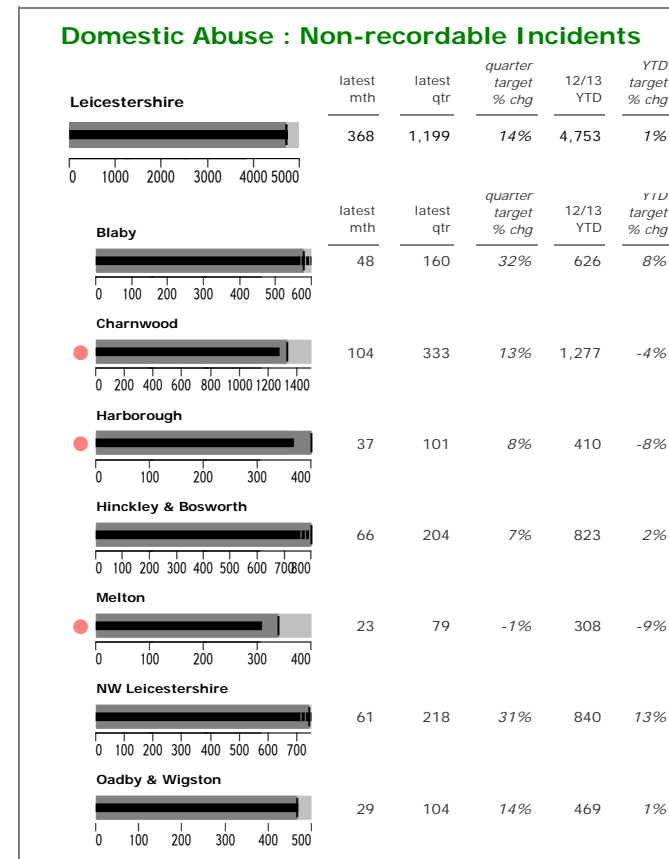 Domestic Abuse : Non-recordable Incidents
Leicestershire
latest mth latest qtr quarter target % chg 12/13 YTD YTD target % chg
368 1,199 14% 4,753 1%
0 1000 2000 3000 4000 5000
latest mth latest qtr quarter target % chg 12/13 YTD YTD target % chg
Blaby
48 160 32% 626 8%
0 100 200 300 400 500 600
Charnwood
104 333 13% 1,277 -4%
0 200 400 600 800 1000 1200 1400
Harborough
37 101 8% 410 -8%
0 100 200 300 400
Hinckley & Bosworth
66 204 7% 823 2%
0 100 200 300 400 500 600 700 800
Melton
23 79 -1% 308 -9%
0 100 200 300 400
NW Leicestershire
61 218 31% 840 13%
0 100 200 300 400 500 600 700
Oadby & Wigston
29 104 14% 469 1%
0 100 200 300 400 500